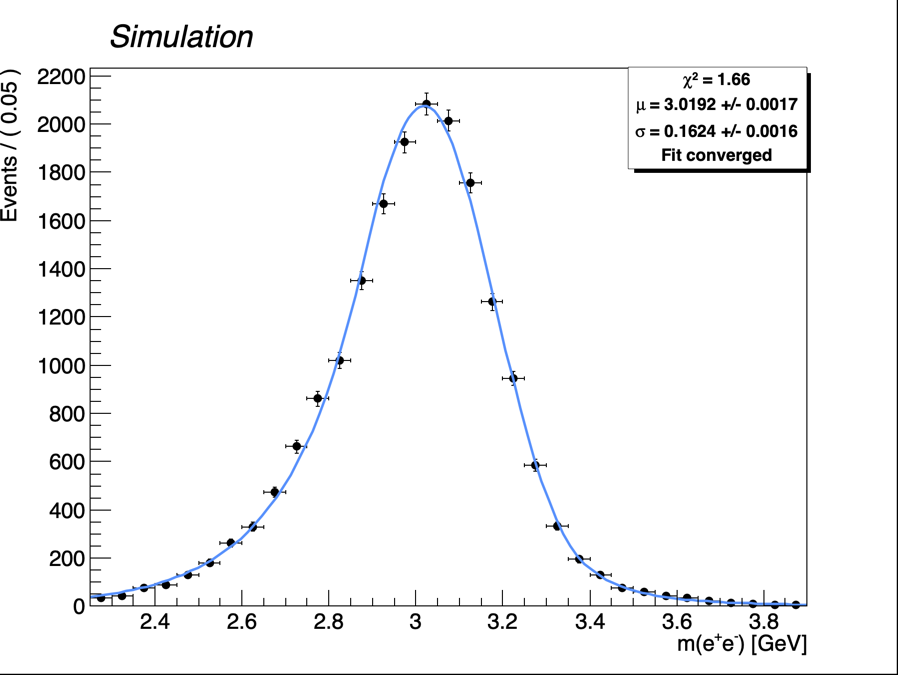 Simulation
χ² = 1.66
μ = 3.0192 +/- 0.0017
σ = 0.1624 +/- 0.0016
Fit converged
Events / ( 0.05 )
2200
2000
1800
1600
1400
1200
1000
800
600
400
200
0
2.4 2.6 2.8 3 3.2 3.4 3.6 3.8
m(e⁺e⁻) [GeV]